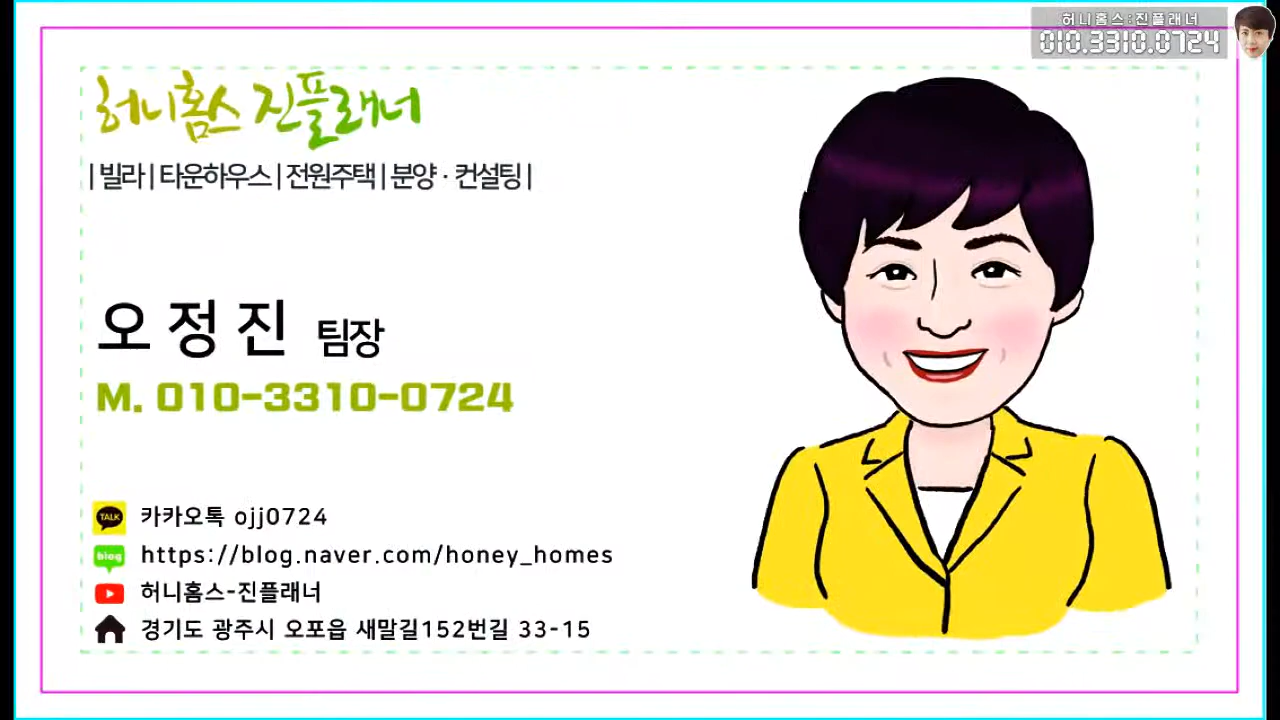 허니홈스:진플래너
010.3310.0724
허니홈스 진플래너
| 빌라 | 타운하우스 | 전원주택 | 분양 · 컨설팅 |
오정진 팀장
M. 010-3310-0724
TALK 카카오톡 ojj0724
blog https://blog.naver.com/honey_homes
허니홈스-진플래너
경기도 광주시 오포읍 새말길152번길 33-15